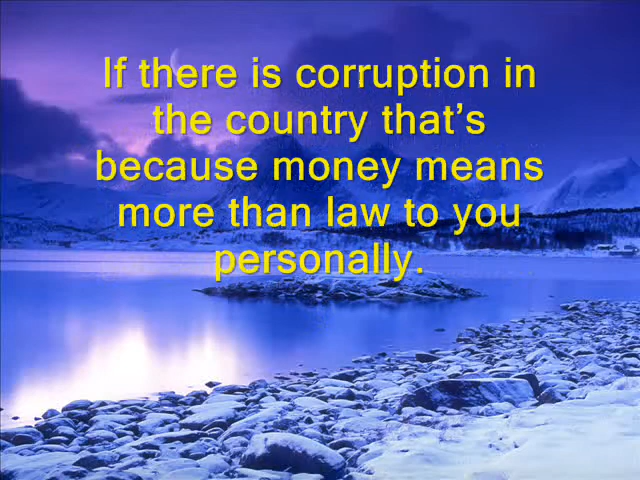 If there is corruption in
the country that’s
because money means
more than law to you
personally.